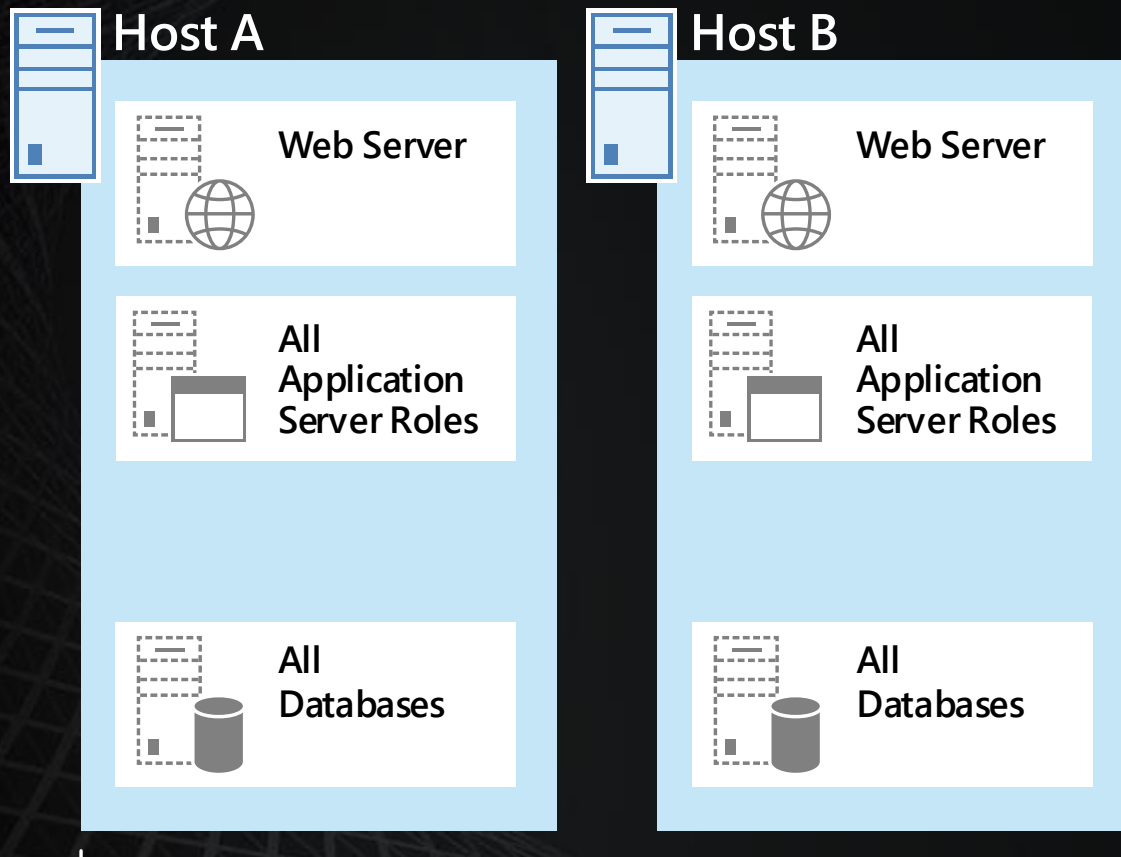 Host A
Web Server
All
Application
Server Roles
All
Databases
Host B
Web Server
All
Application
Server Roles
All
Databases